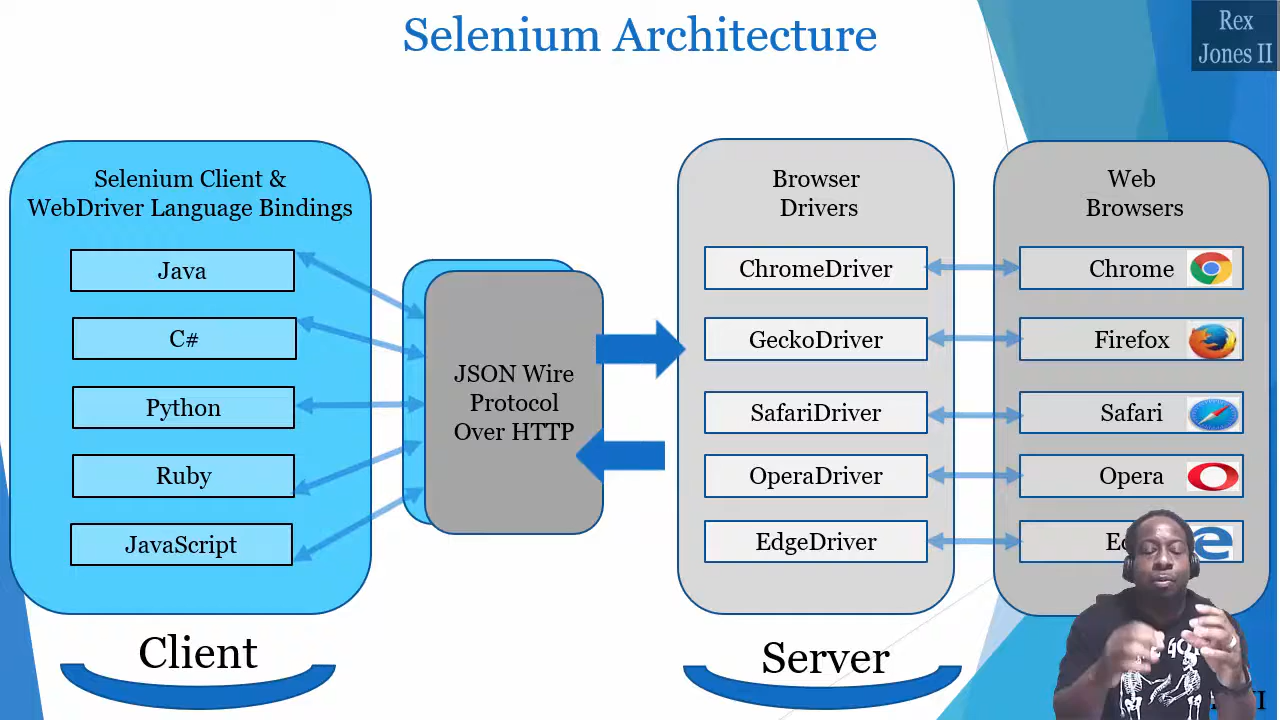 Selenium Architecture
Rex
Jones II
Selenium Client &
WebDriver Language Bindings
Java
C#
Python
Ruby
JavaScript
JSON Wire
Protocol
Over HTTP
Browser
Drivers
ChromeDriver
GeckoDriver
SafariDriver
OperaDriver
EdgeDriver
Web
Browsers
Chrome
Firefox
Safari
Opera
Client
Server